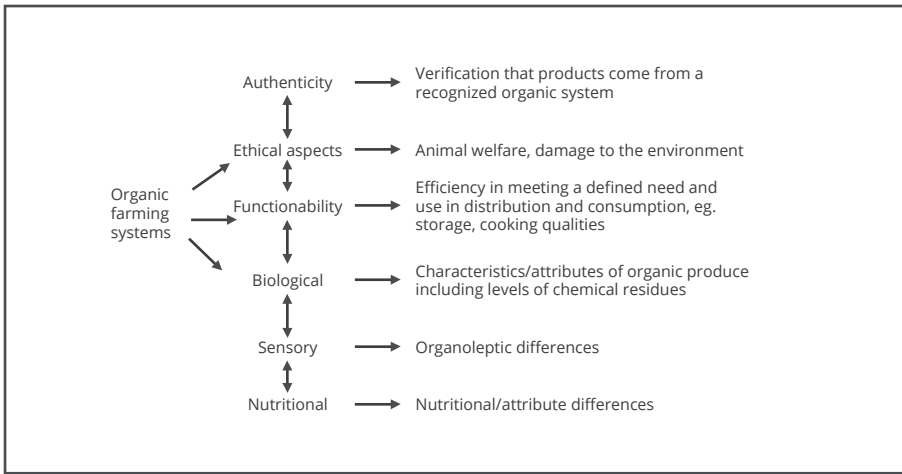 Authenticity
Verification that products come from a
recognized organic system
Ethical aspects
Animal welfare, damage to the environment
Organic
farming
systems
Functionability
Efficiency in meeting a defined need and
use in distribution and consumption, eg.
storage, cooking qualities
Biological
Characteristics/attributes of organic produce
including levels of chemical residues
Sensory
Organoleptic differences
Nutritional
Nutritional/attribute differences